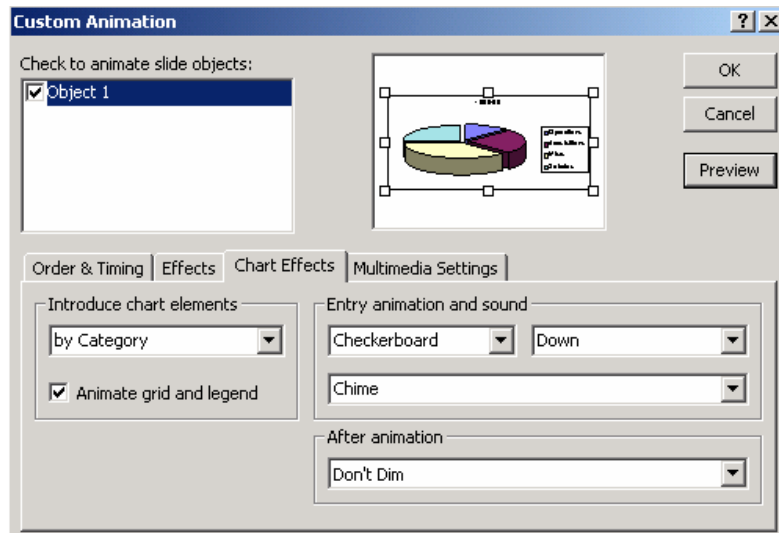 Custom Animation
Check to animate slide objects:
Object 1
OK
Cancel
Preview
Order & Timing
Effects
Chart Effects
Multimedia Settings
Introduce chart elements
by Category
Animate grid and legend
Entry animation and sound
Checkerboard
Down
Chime
After animation
Don't Dim